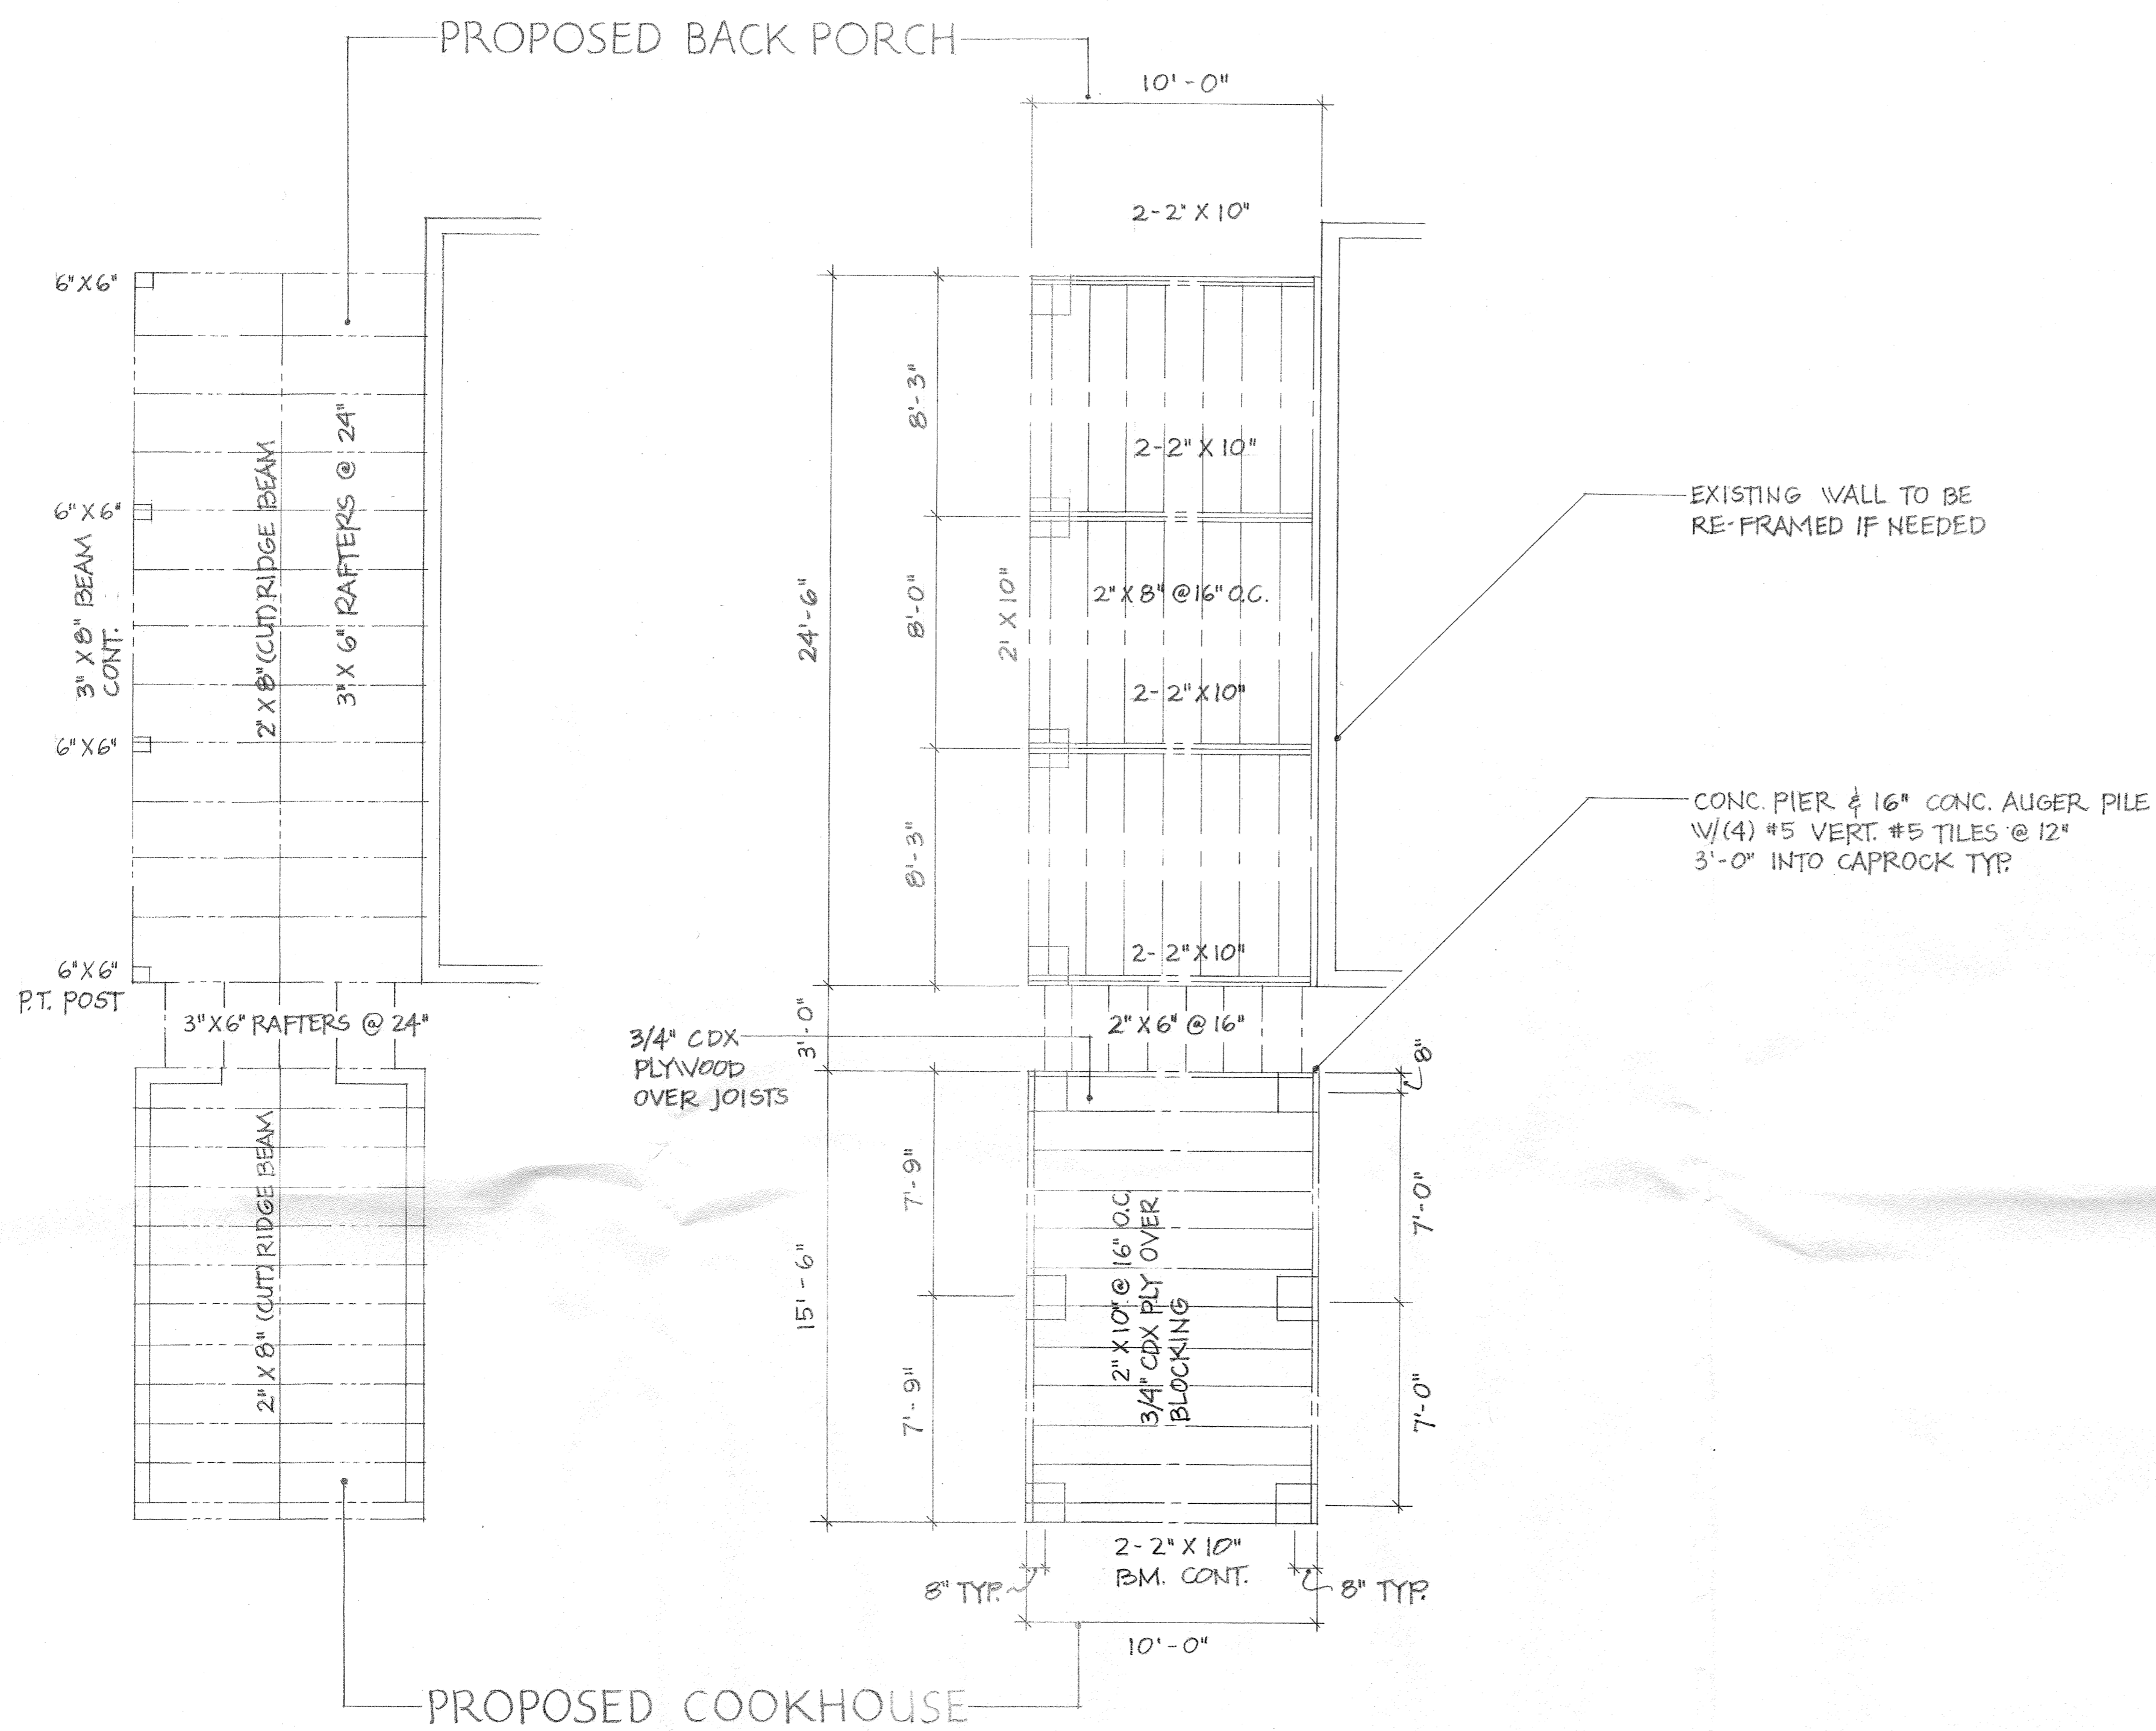 PROPOSED BACK PORCH
10'-0"
2-2" X 10"
6" X 6"
6" X 6"
6" X 6"
6" X 6"
P.T. POST
3" X 8" BEAM
CONT.
2" X 8" (CUT) RIDGE BEAM
3" X 6" RAFTERS @ 24"
3" X 6" RAFTERS @ 24"
2" X 8" (CUT) RIDGE BEAM
24'-6"
8'-3"
8'-0"
8'-3"
2' X 10"
2-2" X 10"
2" X 8" @ 16" O.C.
2-2" X 10"
2-2" X 10"
EXISTING WALL TO BE
RE-FRAMED IF NEEDED
CONC. PIER & 16" CONC. AUGER PILE
W/(4) #5 VERT. #5 TILES @ 12"
3'-0" INTO CAPROCK TYP.
3'-0"
2" X 6" @ 16"
3/4" CDX
PLYWOOD
OVER JOISTS
15'-6"
7'-9"
7'-9"
2" X 10" @ 16" O.C.
3/4" CDX PLY OVER
BLOCKING
8"
7'-0"
7'-0"
2-2" X 10"
BM. CONT.
8" TYP.
8" TYP.
10'-0"
PROPOSED COOKHOUSE